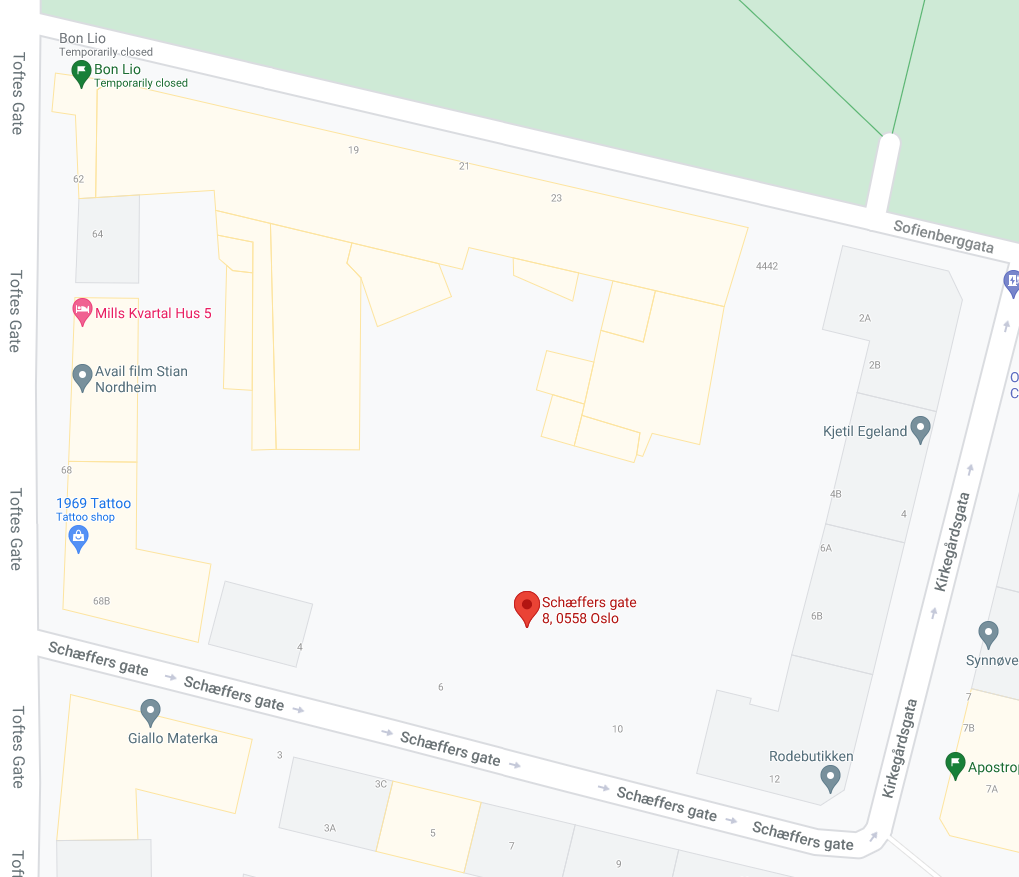 Bon Lio
Temporarily closed
Bon Lio
Temporarily closed
Toftes Gate
19
21
23
62
64
4442
Sofienberggata
Toftes Gate
Mills Kvartal Hus 5
Avail film Stian
Nordheim
2A
2B
O
C
Kjetil Egeland
68
Toftes Gate
1969 Tattoo
Tattoo shop
4B
4
Kirkegårdsgata
6A
68B
Schæffers gate
8, 0558 Oslo
6B
4
Synnøve
Schæffers gate
Schæffers gate
6
7
Toftes Gate
Giallo Materka
10
7B
Kirkegårdsgata
Schæffers gate
3
Rodebutikken
12
3C
Apostrop
7A
Schæffers gate
3A
5
7
Schæffers gate
9
Toft